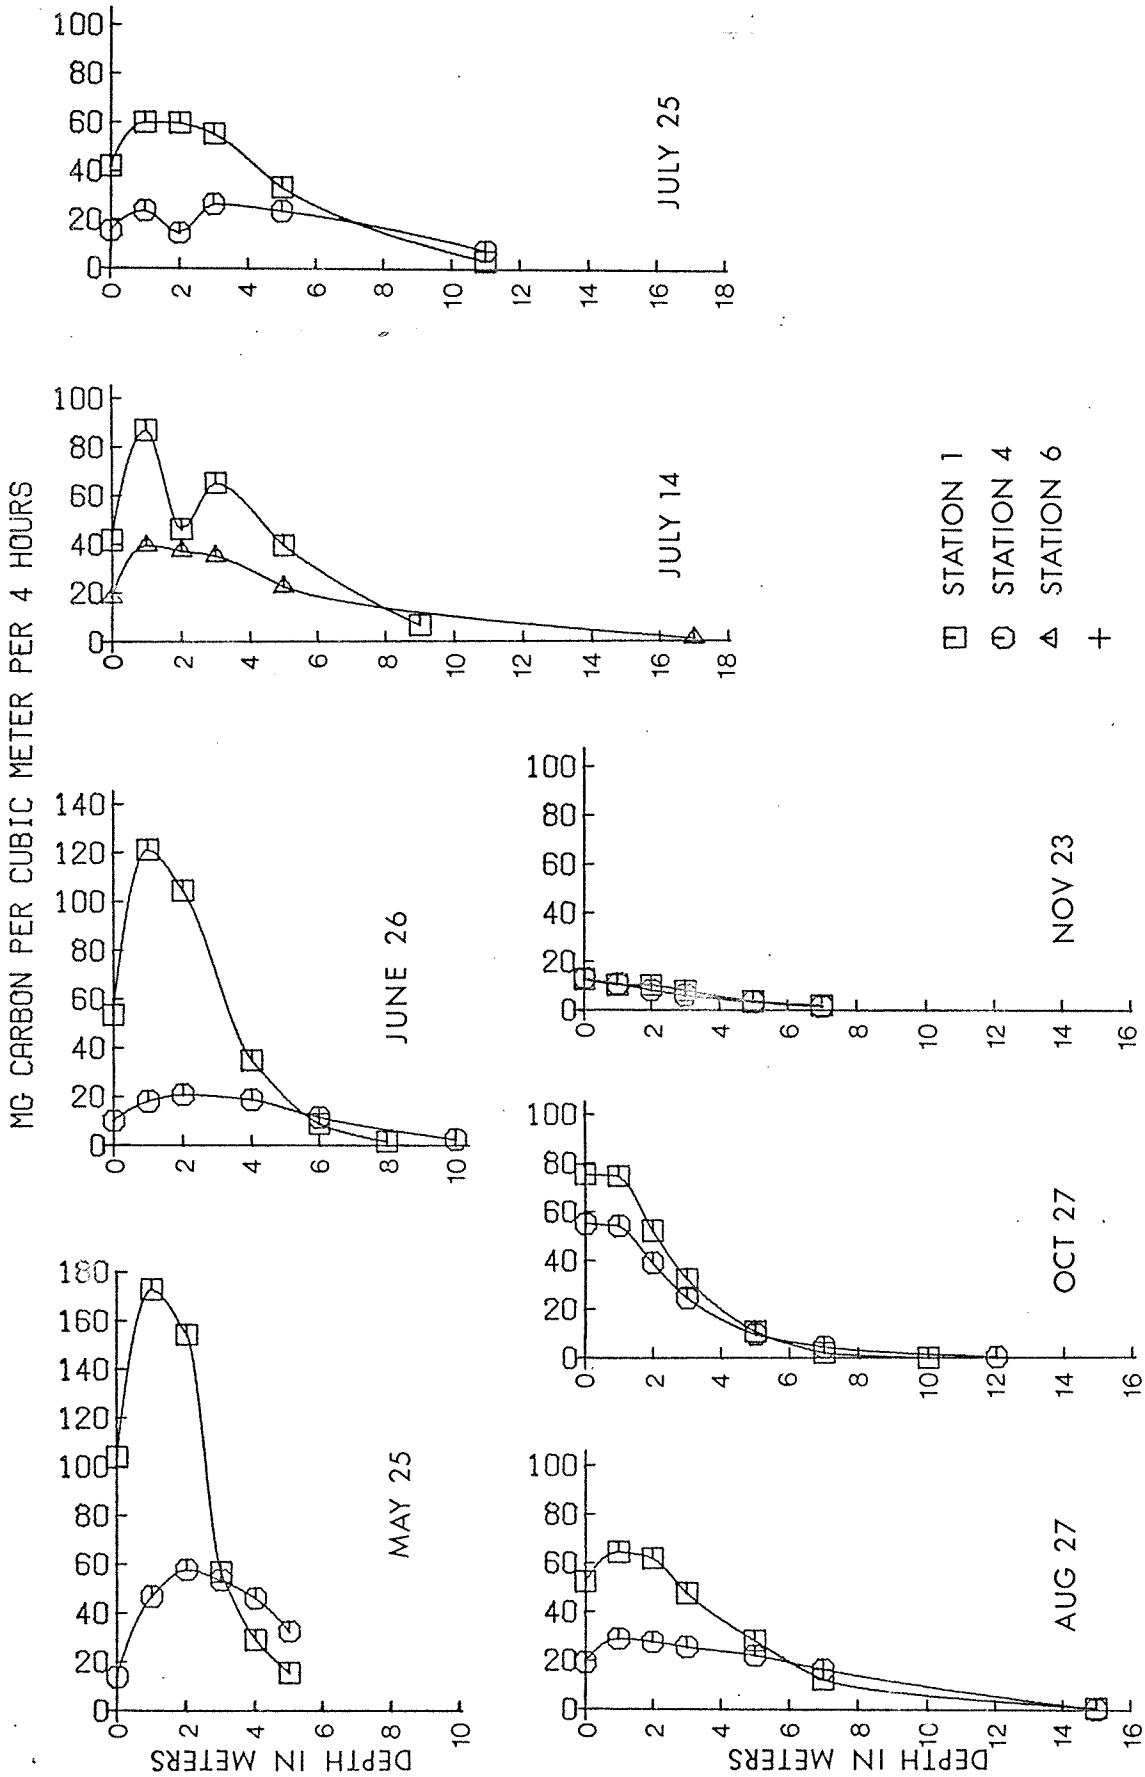 MG CARBON PER CUBIC METER PER 4 HOURS
0 20 40 60 80 100 120 140 160 180
0 2 4 6 8 10
DEPTH IN METERS
MAY 25
0 20 40 60 80 100 120 140
0 2 4 6 8 10
JUNE 26
0 20 40 60 80 100
0 2 4 6 8 10 12 14 16 18
JULY 14
0 20 40 60 80 100
0 2 4 6 8 10 12 14 16 18
JULY 25
0 20 40 60 80 100
0 2 4 6 8 10 12 14 16
DEPTH IN METERS
AUG 27
0 20 40 60 80 100
0 2 4 6 8 10 12 14 16
OCT 27
0 20 40 60 80 100
0 2 4 6 8 10 12 14 16
NOV 23
STATION 1
STATION 4
STATION 6